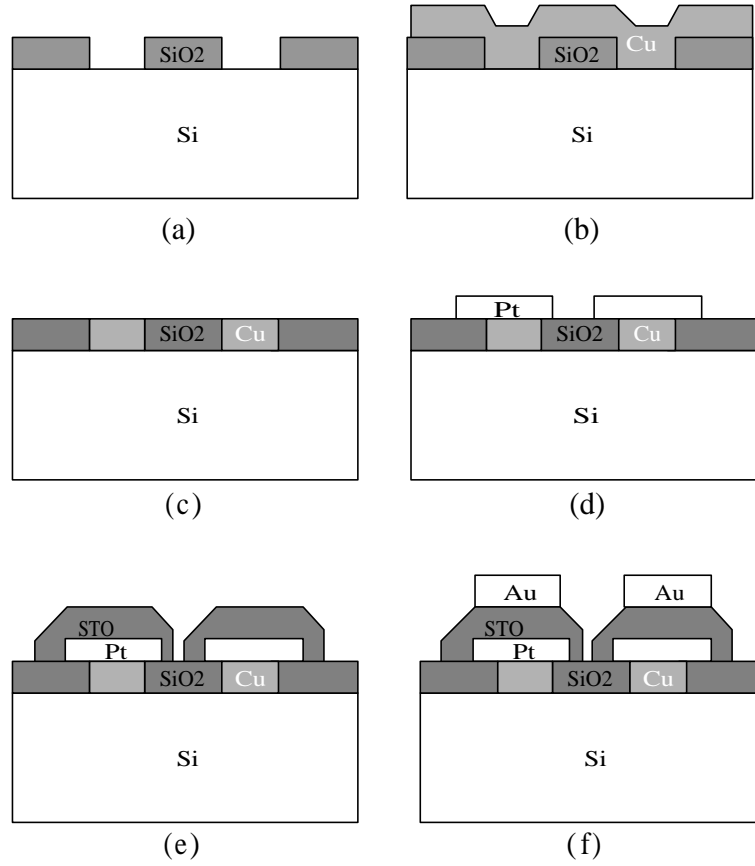 SiO2
Si
(a)
SiO2
Cu
Si
(b)
SiO2
Cu
Si
(c)
Pt
SiO2
Cu
Si
(d)
STO
Pt
SiO2
Cu
Si
(e)
Au
Au
STO
Pt
SiO2
Cu
Si
(f)